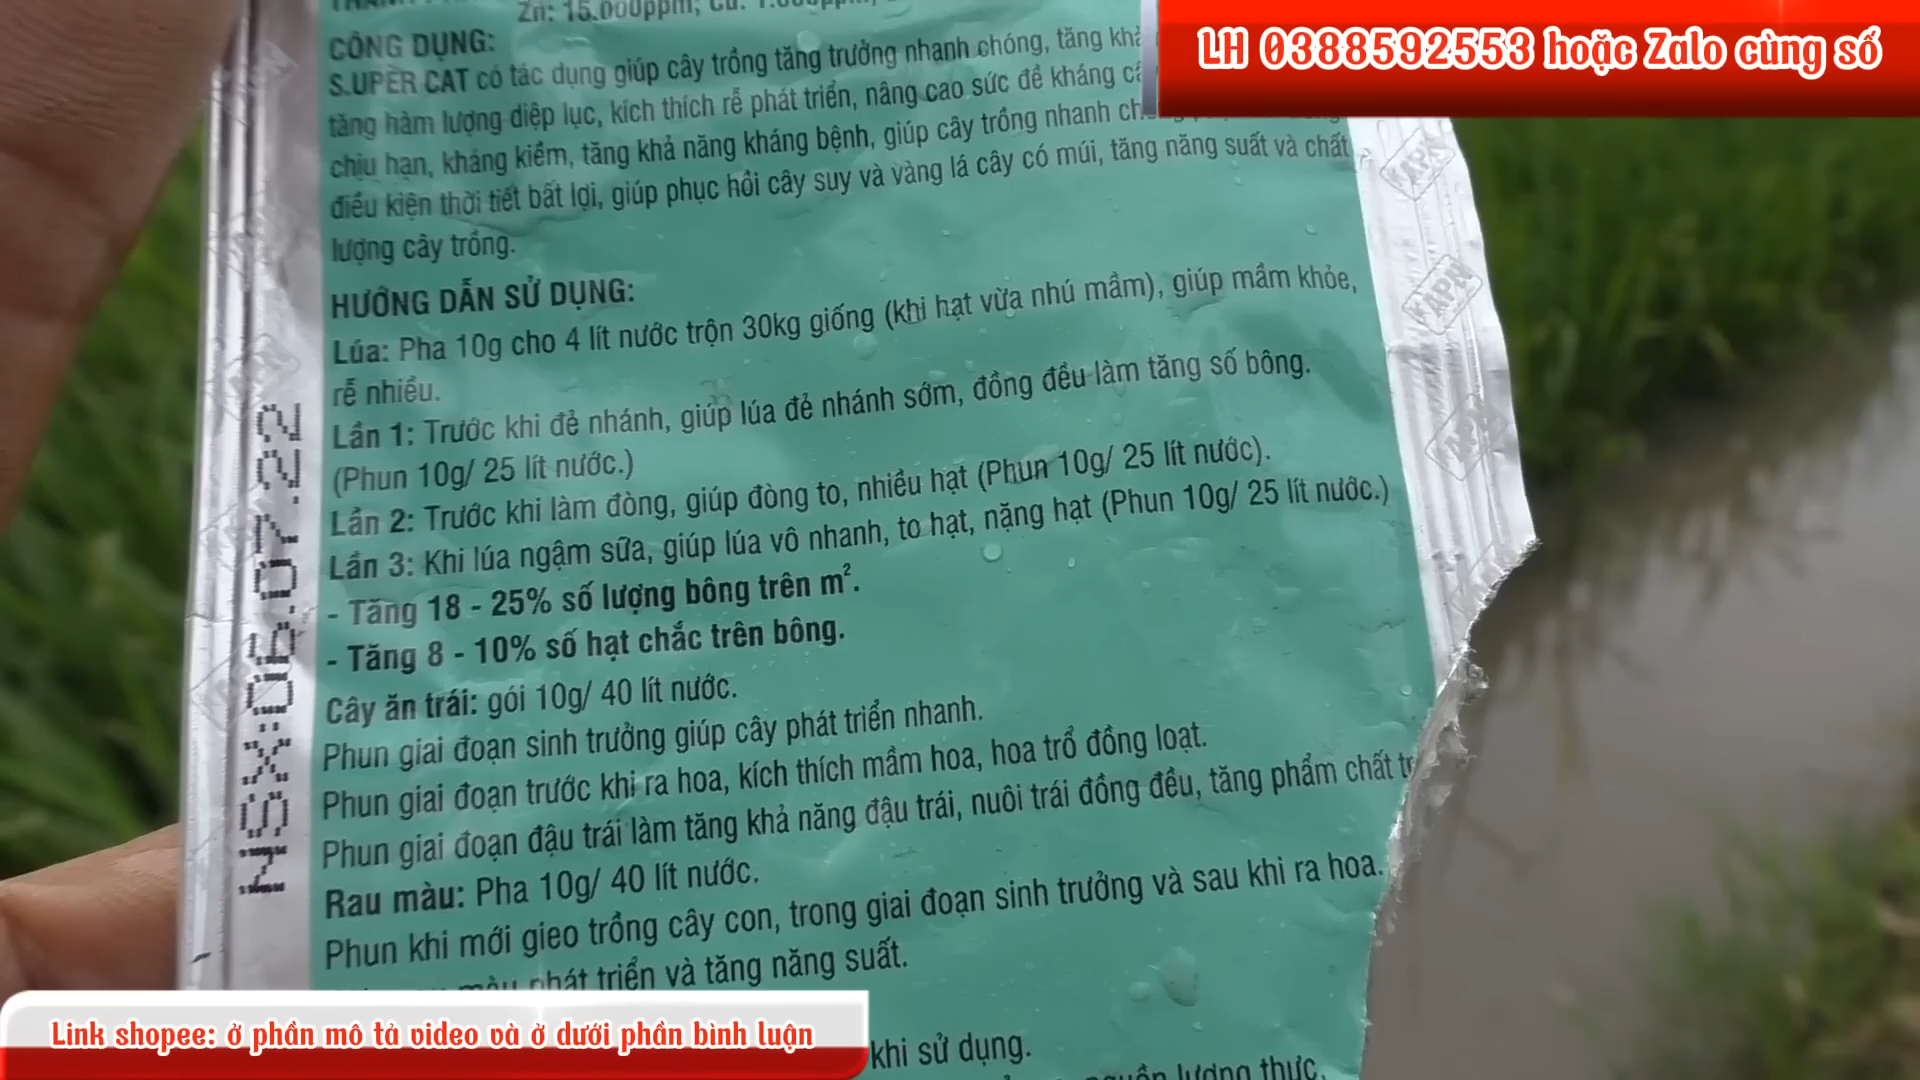 Zn: 15.000ppm;
CÔNG DỤNG:
S.UPER CAT có tác dụng giúp cây trồng tăng trưởng nhanh chóng, tăng khả
tăng hàm lượng diệp lục, kích thích rễ phát triển, nâng cao sức đề kháng
chịu hạn, kháng kiềm, tăng khả năng kháng bệnh, giúp cây trồng nhanh
điều kiện thời tiết bất lợi, giúp phục hồi cây suy và vàng lá cây có múi, tăng năng suất và chất
lượng cây trồng.
HƯỚNG DẪN SỬ DỤNG:
Lúa: Pha 10g cho 4 lít nước trộn 30kg giống (khi hạt vừa nhú mầm), giúp mầm khỏe,
rễ nhiều.
Lần 1: Trước khi đẻ nhánh, giúp lúa đẻ nhánh sớm, đồng đều làm tăng số bông.
(Phun 10g/ 25 lít nước.)
Lần 2: Trước khi làm đòng, giúp đòng to, nhiều hạt (Phun 10g/ 25 lít nước).
Lần 3: Khi lúa ngậm sữa, giúp lúa vô nhanh, to hạt, nặng hạt (Phun 10g/ 25 lít nước.)
- Tăng 18 - 25% số lượng bông trên m².
- Tăng 8 - 10% số hạt chắc trên bông.
Cây ăn trái: gói 10g/ 40 lít nước.
Phun giai đoạn sinh trưởng giúp cây phát triển nhanh.
Phun giai đoạn trước khi ra hoa, kích thích mầm hoa, hoa trổ đồng loạt.
Phun giai đoạn đậu trái làm tăng khả năng đậu trái, nuôi trái đồng đều, tăng phẩm chất
Rau màu: Pha 10g/ 40 lít nước.
Phun khi mới gieo trồng cây con, trong giai đoạn sinh trưởng và sau khi ra hoa.
phát triển và tăng năng suất.
khi sử dụng.
lương thực,
NSX:06.07.22
KAPN
KAPN
KAPN
LH 0388592553 hoặc Zalo cùng số
Link shopee: ở phần mô tả video và ở dưới phần bình luận